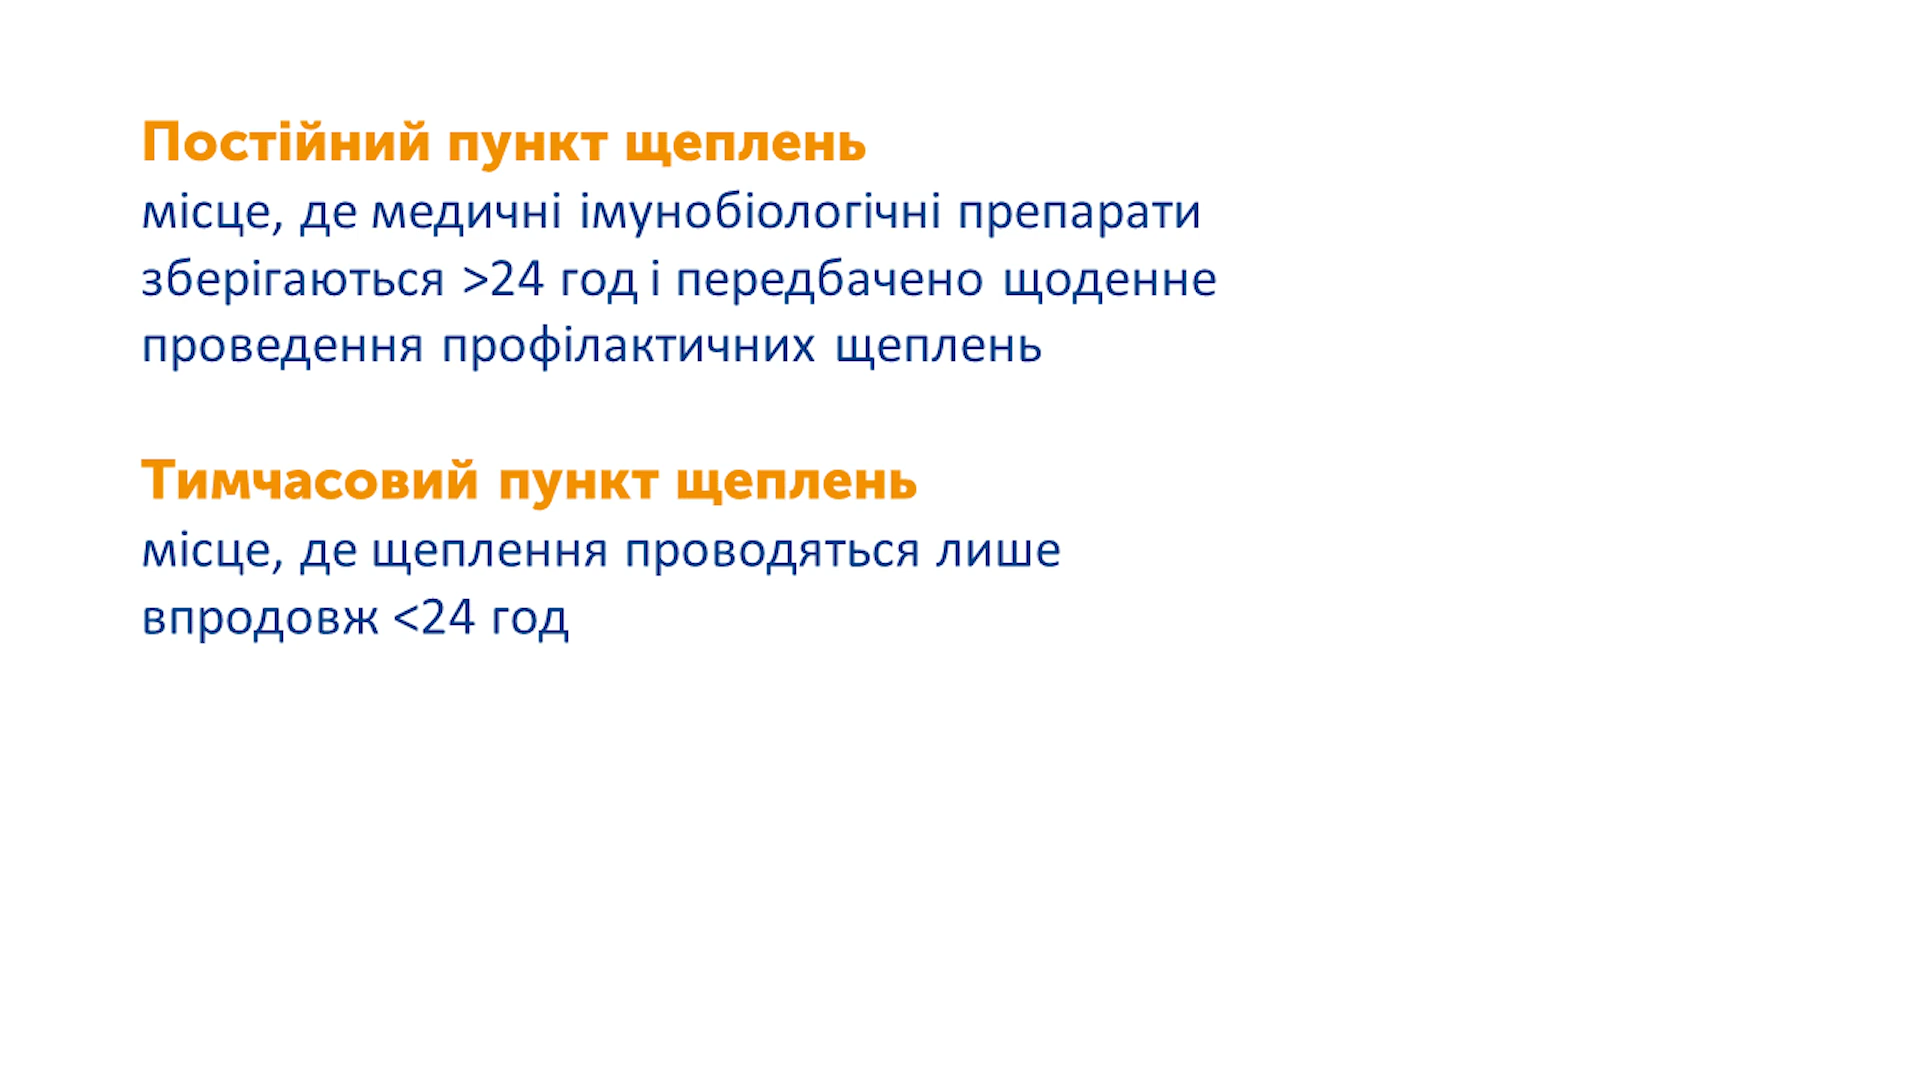 Постійний пункт щеплень
місце, де медичні імунобіологічні препарати
зберігаються >24 год і передбачено щоденне
проведення профілактичних щеплень
Тимчасовий пункт щеплень
місце, де щеплення проводяться лише
впродовж <24 год